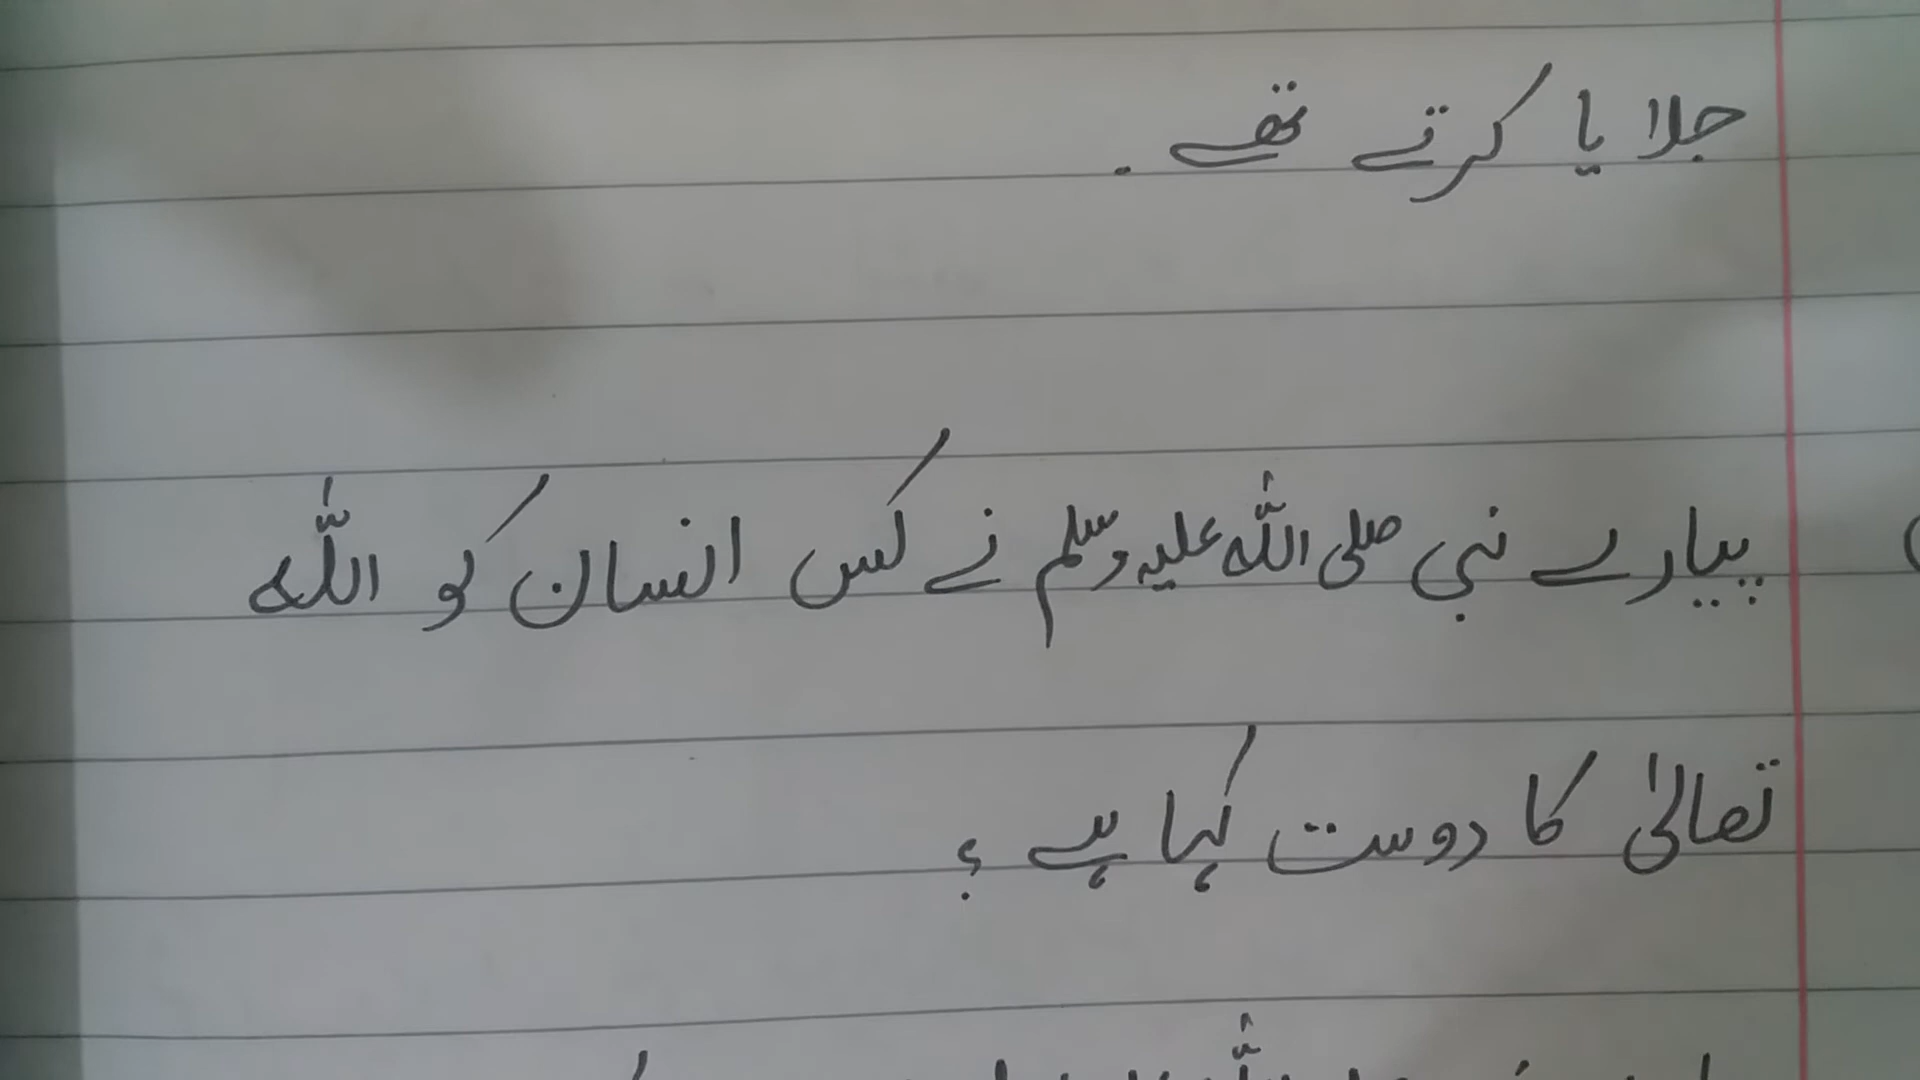 جلایا کرتے تھے .
پیارے نبی صلی اللہ علیہ وسلم نے کس انسان کو اللہ
تعالیٰ کا دوست کہا ہے ؟